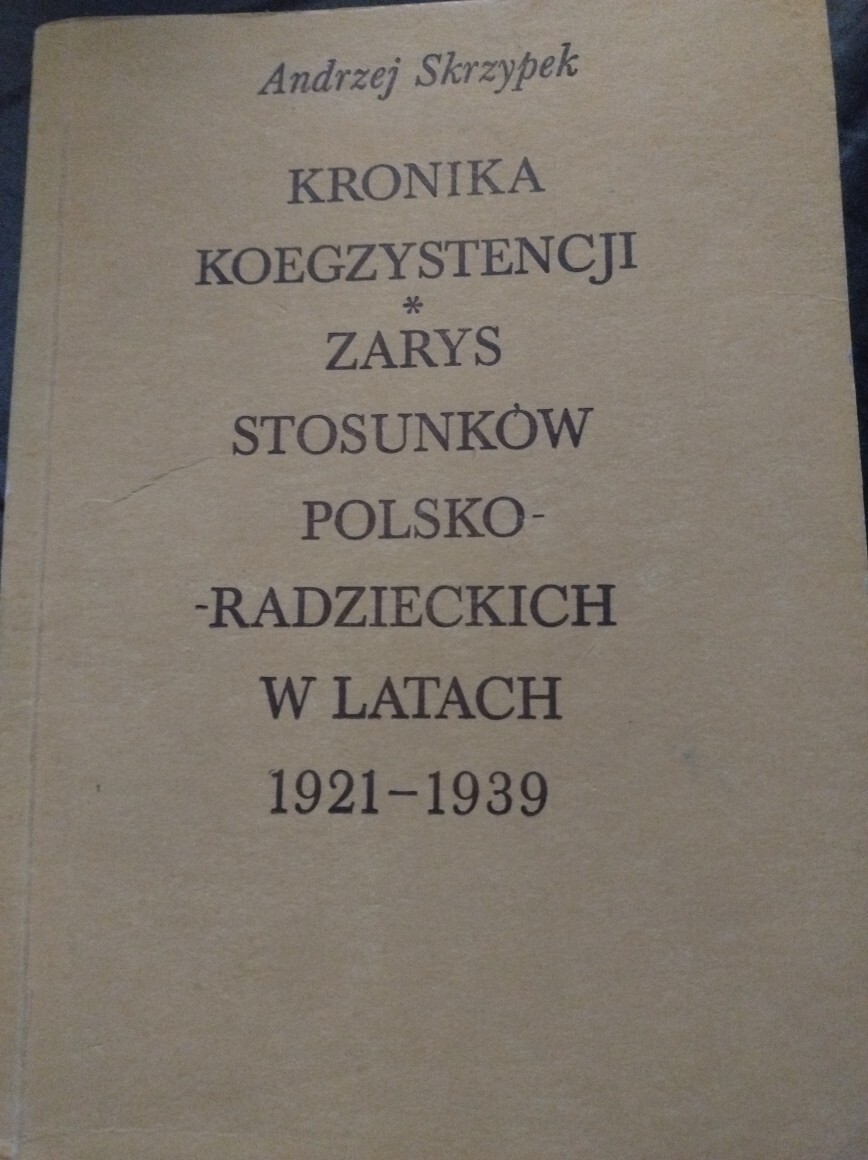 Andrzej Skrzypek
KRONIKA
KOEGZYSTENCJI
*
ZARYS
STOSUNKÓW
POLSKO-
-RADZIECKICH
W LATACH
1921–1939